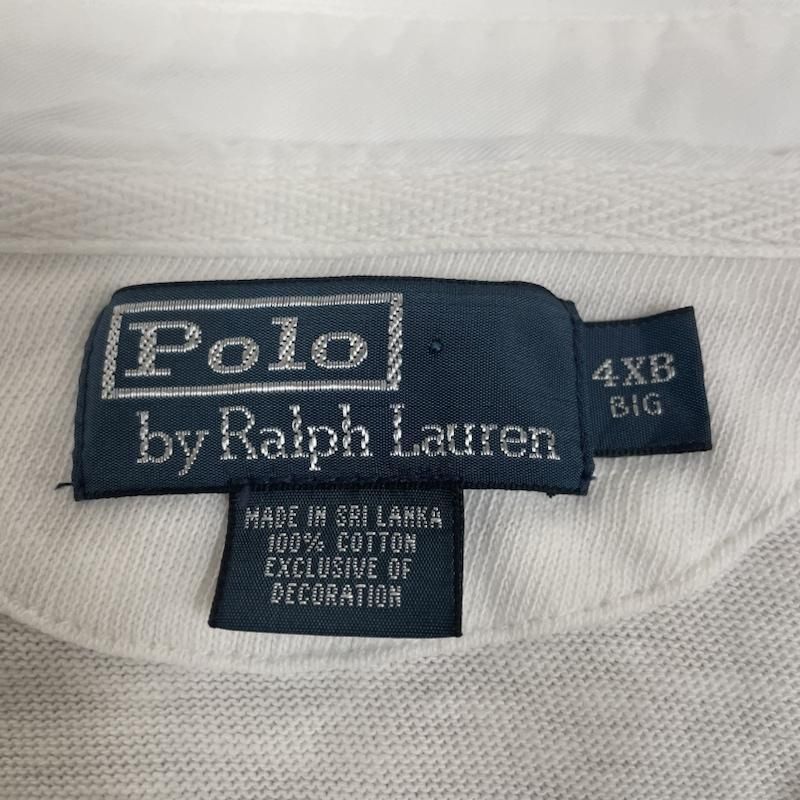 Polo
by Ralph Lauren
4XB
BIG
MADE IN SRI LANKA
100% COTTON
EXCLUSIVE OF
DECORATION